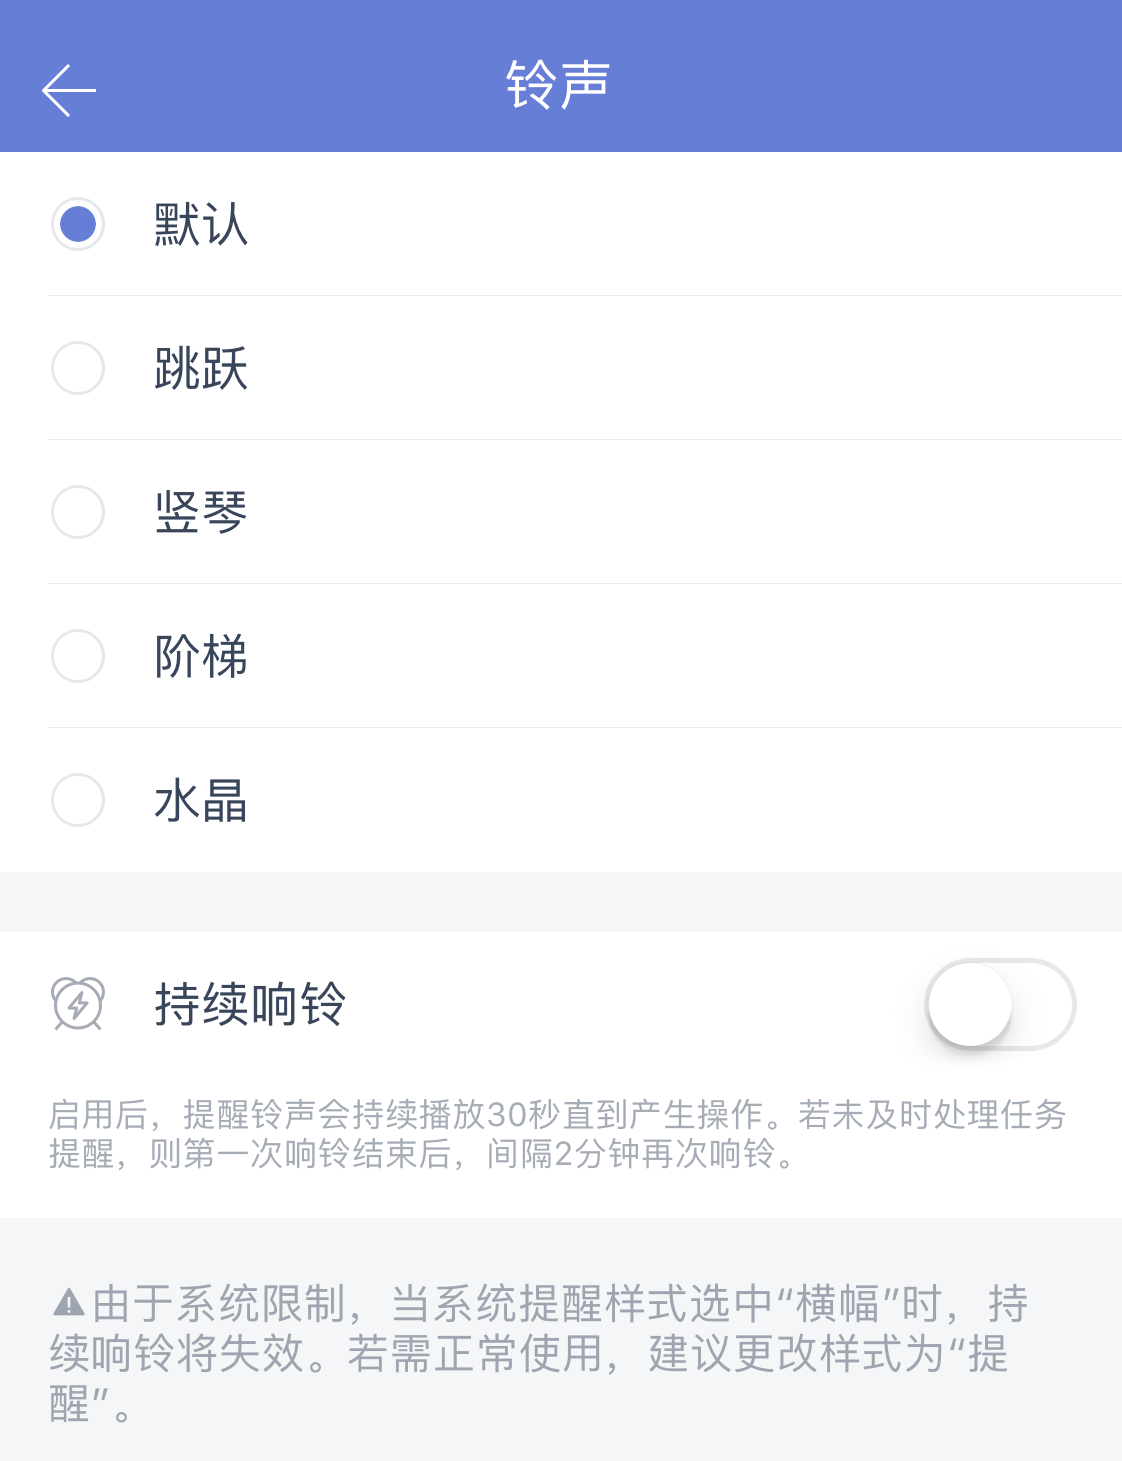 铃声
默认
跳跃
竖琴
阶梯
水晶
持续响铃
启用后，提醒铃声会持续播放30秒直到产生操作。若未及时处理任务
提醒，则第一次响铃结束后，间隔2分钟再次响铃。
由于系统限制，当系统提醒样式选中“横幅”时，持
续响铃将失效。若需正常使用，建议更改样式为“提
醒”。